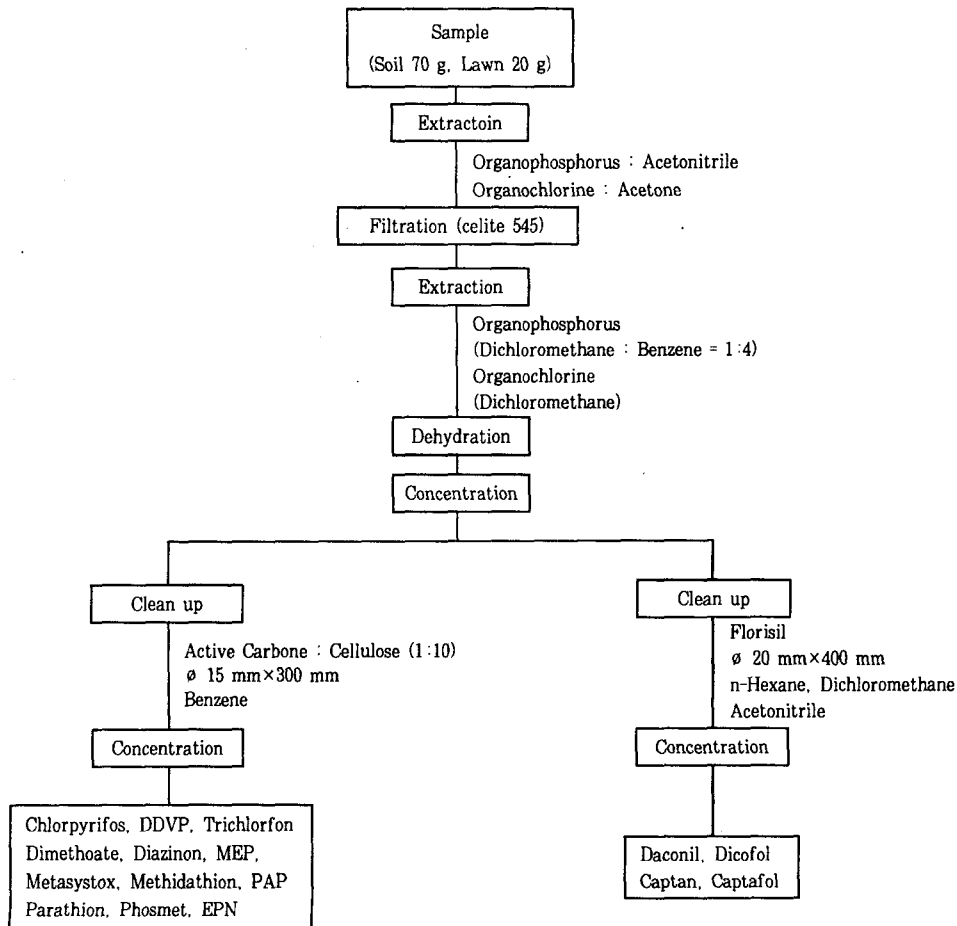 Sample
(Soil 70 g, Lawn 20 g)
Extractoin
Organophosphorus : Acetonitrile
Organochlorine : Acetone
Filtration (celite 545)
Extraction
Organophosphorus
(Dichloromethane : Benzene = 1:4)
Organochlorine
(Dichloromethane)
Dehydration
Concentration
Clean up
Active Carbone : Cellulose (1:10)
ø 15 mm×300 mm
Benzene
Concentration
Chlorpyrifos, DDVP, Trichlorfon
Dimethoate, Diazinon, MEP,
Metasystox, Methidathion, PAP
Parathion, Phosmet, EPN
Clean up
Florisil
ø 20 mm×400 mm
n-Hexane, Dichloromethane
Acetonitrile
Concentration
Daconil, Dicofol
Captan, Captafol